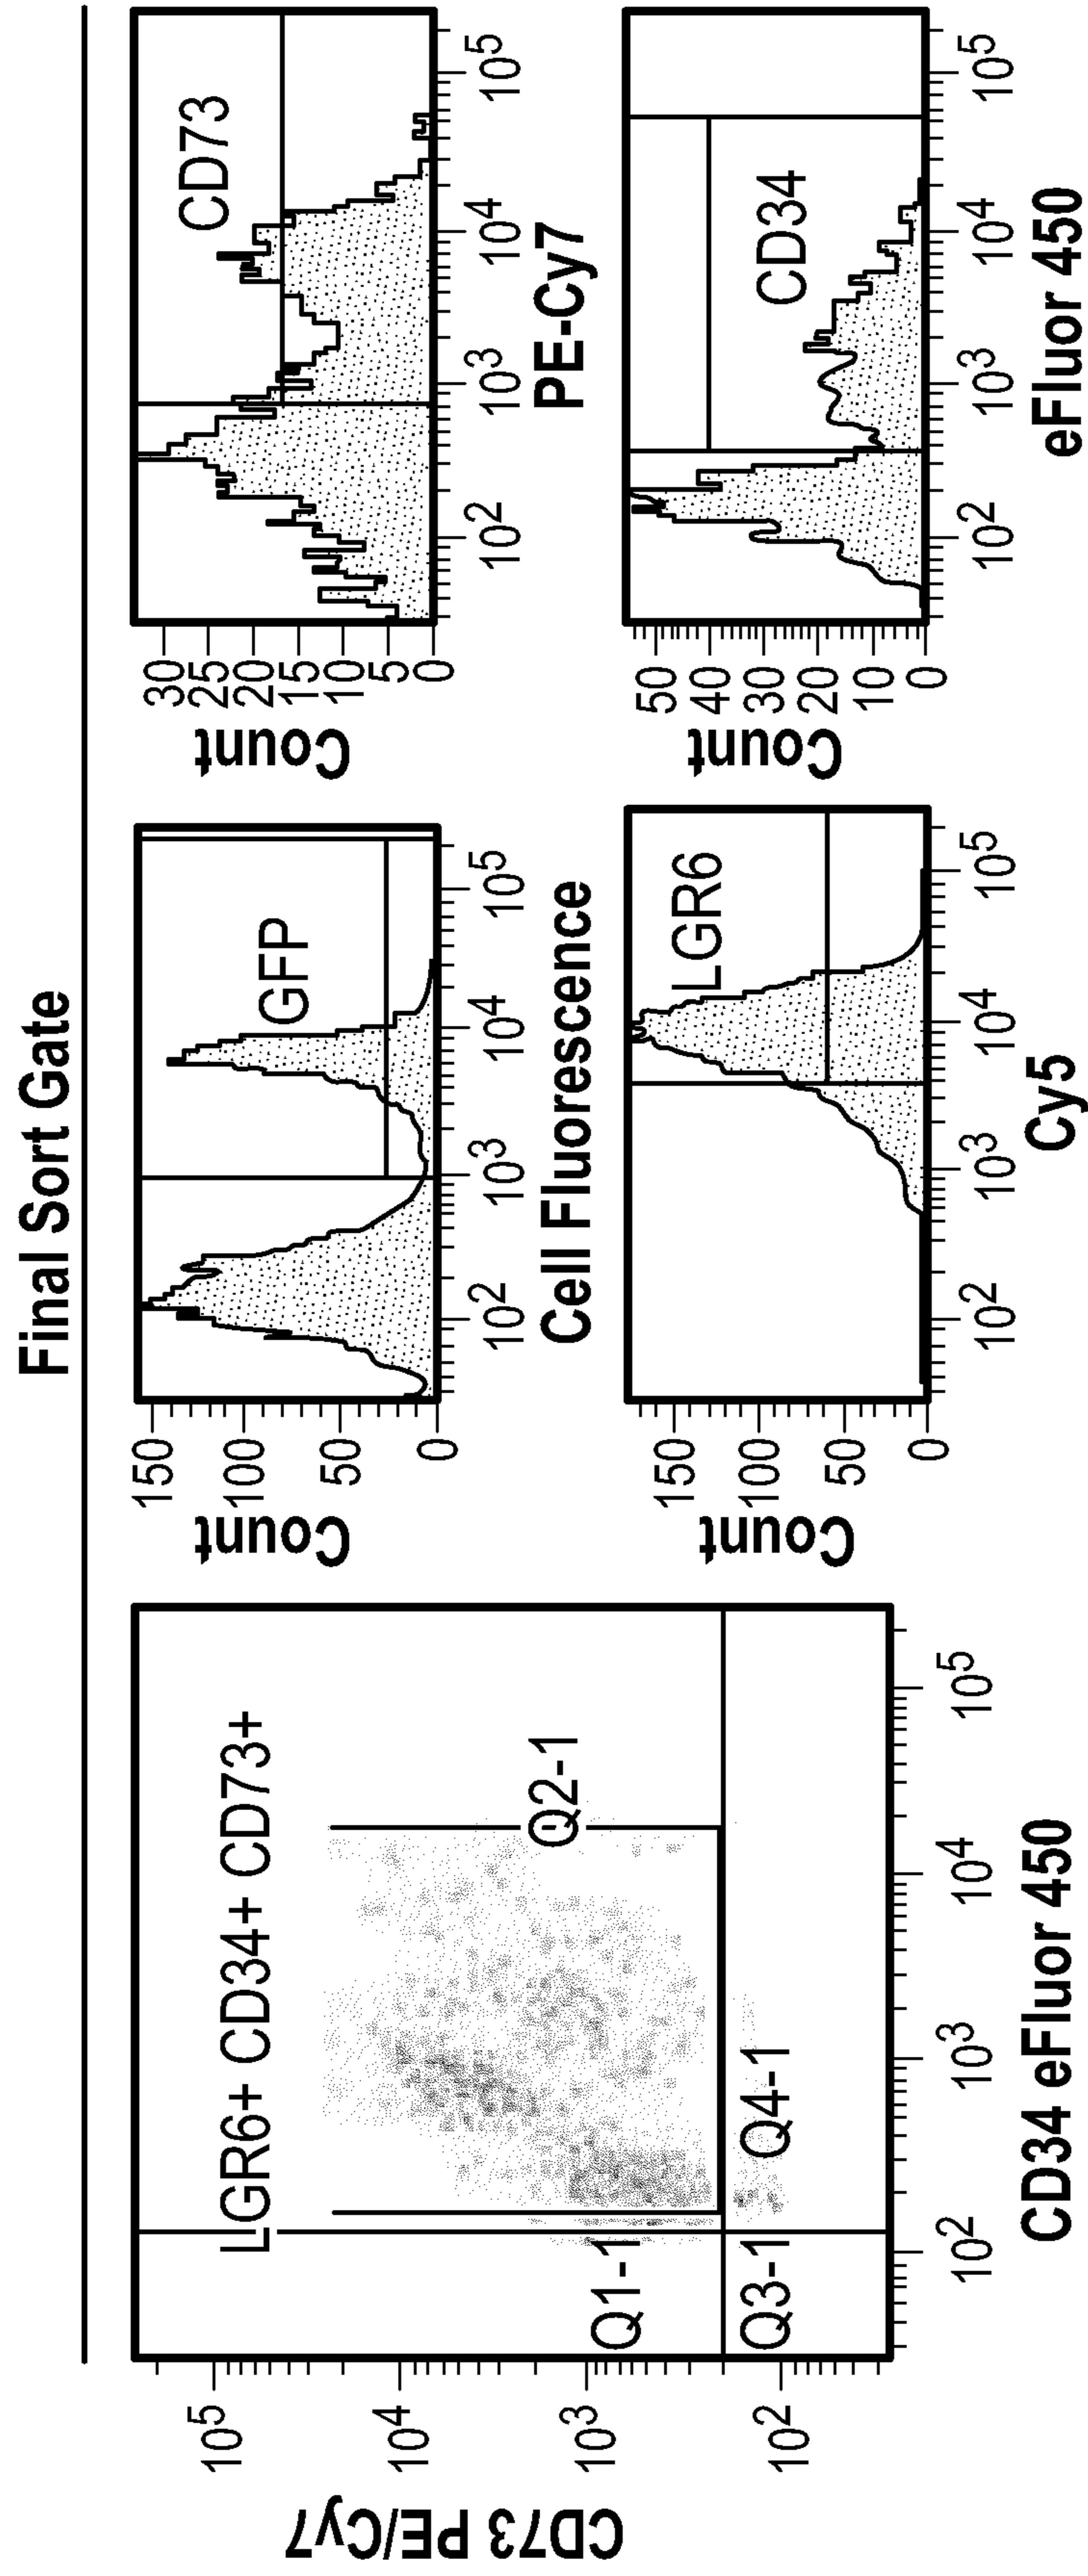 Final Sort Gate
CD73 PE/Cy7
10^5
10^4
10^3
10^2
LGR6+ CD34+ CD73+
Q1-1
Q2-1
Q3-1
Q4-1
10^2
10^3
10^4
10^5
CD34 eFluor 450
Count
150
100
50
0
GFP
10^2
10^3
10^4
10^5
Cell Fluorescence
Count
30
25
20
15
10
5
0
CD73
10^2
10^3
10^4
10^5
PE-Cy7
Count
150
100
50
0
LGR6
10^2
10^3
10^4
10^5
Cy5
Count
50
40
30
20
10
0
CD34
10^2
10^3
10^4
10^5
eFluor 450